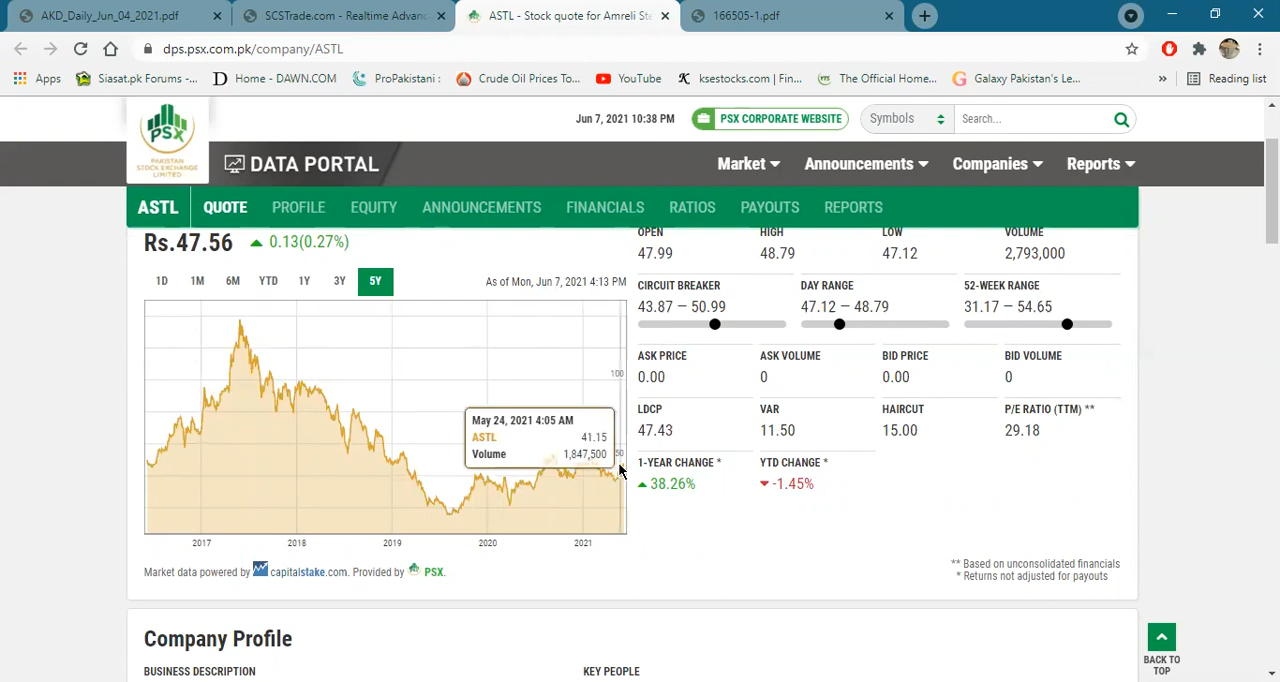 AKD_Daily_Jun_04_2021.pdf
SCSTrade.com - Realtime Advanc
ASTL - Stock quote for Amreli Ste
166505-1.pdf
dps.psx.com.pk/company/ASTL
Apps
Siasat.pk Forums -...
Home - DAWN.COM
ProPakistani :
Crude Oil Prices To...
YouTube
ksestocks.com | Fin...
The Official Home...
Galaxy Pakistan's Le...
»
Reading list
PSX
PAKISTAN
STOCK EXCHANGE
LIMITED
Jun 7, 2021 10:38 PM
PSX CORPORATE WEBSITE
Symbols
Search...
DATA PORTAL
Market
Announcements
Companies
Reports
ASTL
QUOTE
PROFILE
EQUITY
ANNOUNCEMENTS
FINANCIALS
RATIOS
PAYOUTS
REPORTS
Rs.47.56
0.13(0.27%)
1D
1M
6M
YTD
1Y
3Y
5Y
As of Mon, Jun 7, 2021 4:13 PM
100
50
May 24, 2021 4:05 AM
ASTL 41.15
Volume 1,847,500
2017
2018
2019
2020
2021
Market data powered by capitalstake.com. Provided by PSX.
OPEN
HIGH
LOW
VOLUME
47.99
48.79
47.12
2,793,000
CIRCUIT BREAKER
DAY RANGE
52-WEEK RANGE
43.87 — 50.99
47.12 — 48.79
31.17 — 54.65
ASK PRICE
ASK VOLUME
BID PRICE
BID VOLUME
0.00
0
0.00
0
LDCP
VAR
HAIRCUT
P/E RATIO (TTM) **
47.43
11.50
15.00
29.18
1-YEAR CHANGE *
YTD CHANGE *
38.26%
-1.45%
** Based on unconsolidated financials
* Returns not adjusted for payouts
Company Profile
BUSINESS DESCRIPTION
KEY PEOPLE
BACK TO
TOP